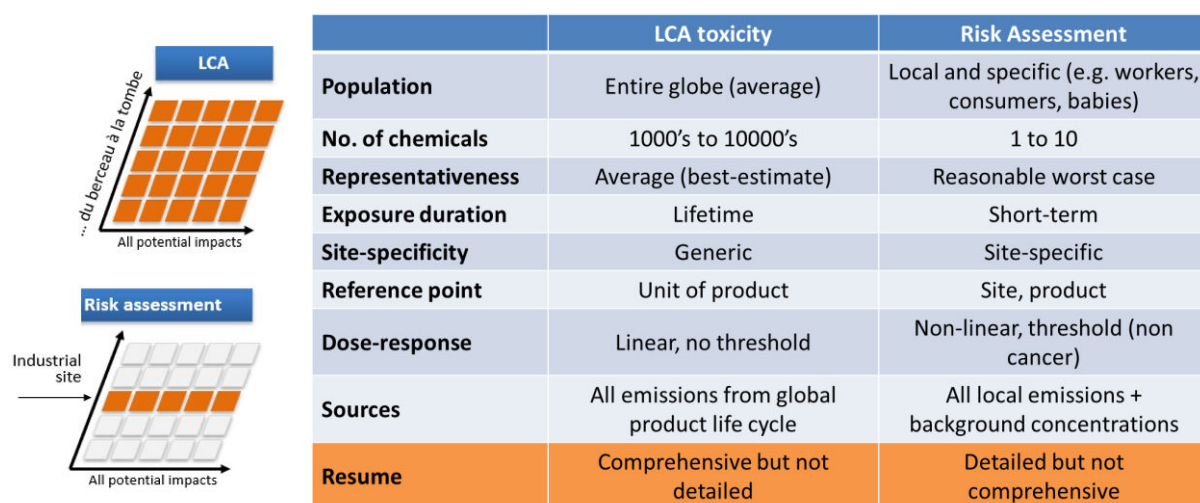 LCA
... du berceau à la tombe
All potential impacts
Risk assessment
Industrial
site
All potential impacts
LCA toxicity
Risk Assessment
Population
Entire globe (average)
Local and specific (e.g. workers,
consumers, babies)
No. of chemicals
1000’s to 10000’s
1 to 10
Representativeness
Average (best-estimate)
Reasonable worst case
Exposure duration
Lifetime
Short-term
Site-specificity
Generic
Site-specific
Reference point
Unit of product
Site, product
Dose-response
Linear, no threshold
Non-linear, threshold (non
cancer)
Sources
All emissions from global
product life cycle
All local emissions +
background concentrations
Resume
Comprehensive but not
detailed
Detailed but not
comprehensive